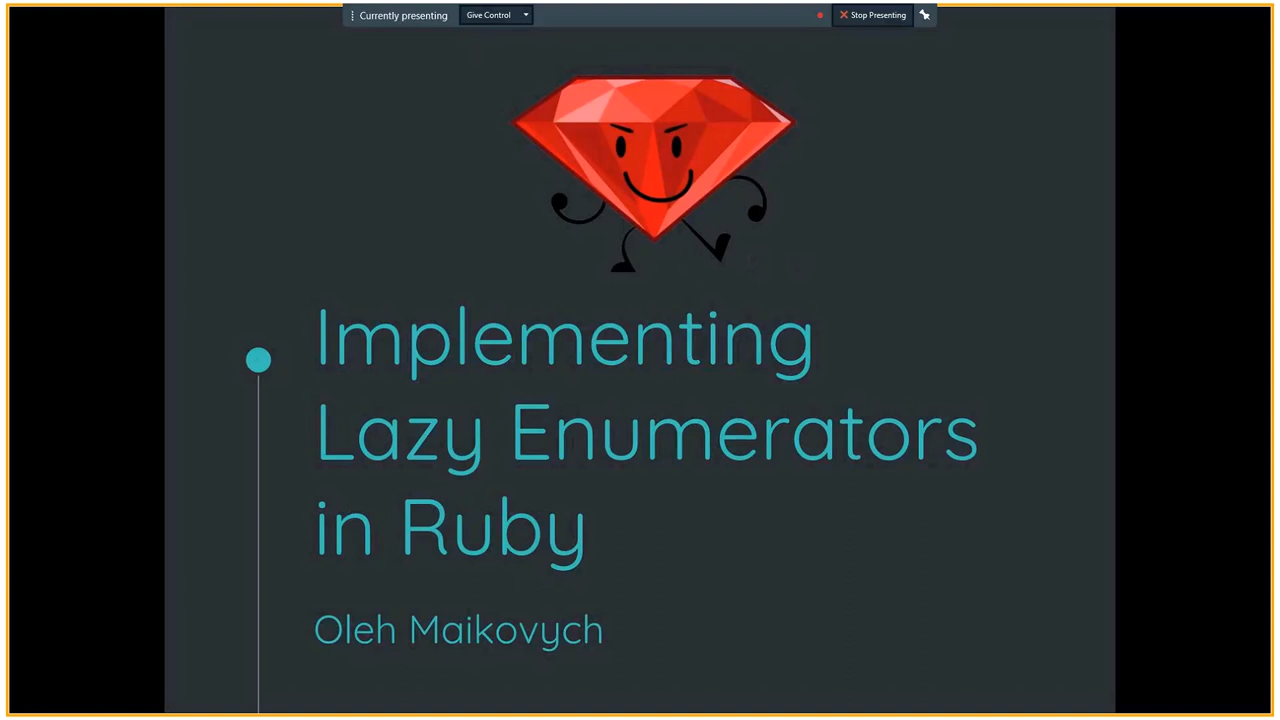 Currently presenting
Give Control
Stop Presenting
Implementing
Lazy Enumerators
in Ruby
Oleh Maikovych